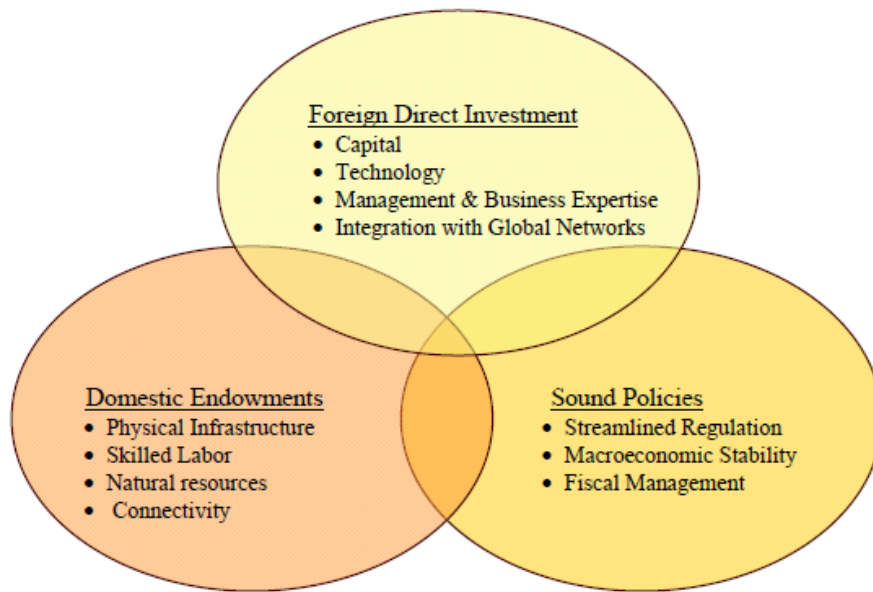 Foreign Direct Investment
• Capital
• Technology
• Management & Business Expertise
• Integration with Global Networks
Domestic Endowments
• Physical Infrastructure
• Skilled Labor
• Natural resources
• Connectivity
Sound Policies
• Streamlined Regulation
• Macroeconomic Stability
• Fiscal Management